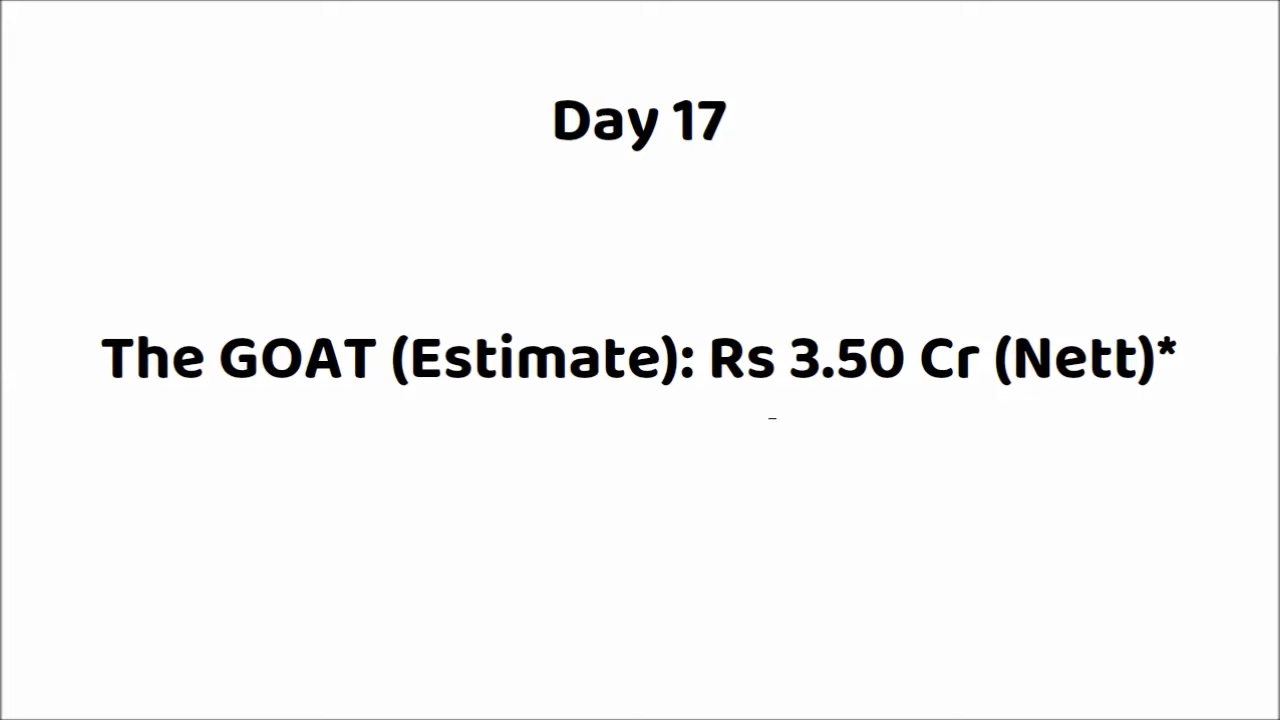 Day 17
The GOAT (Estimate): Rs 3.50 Cr (Nett)*
–